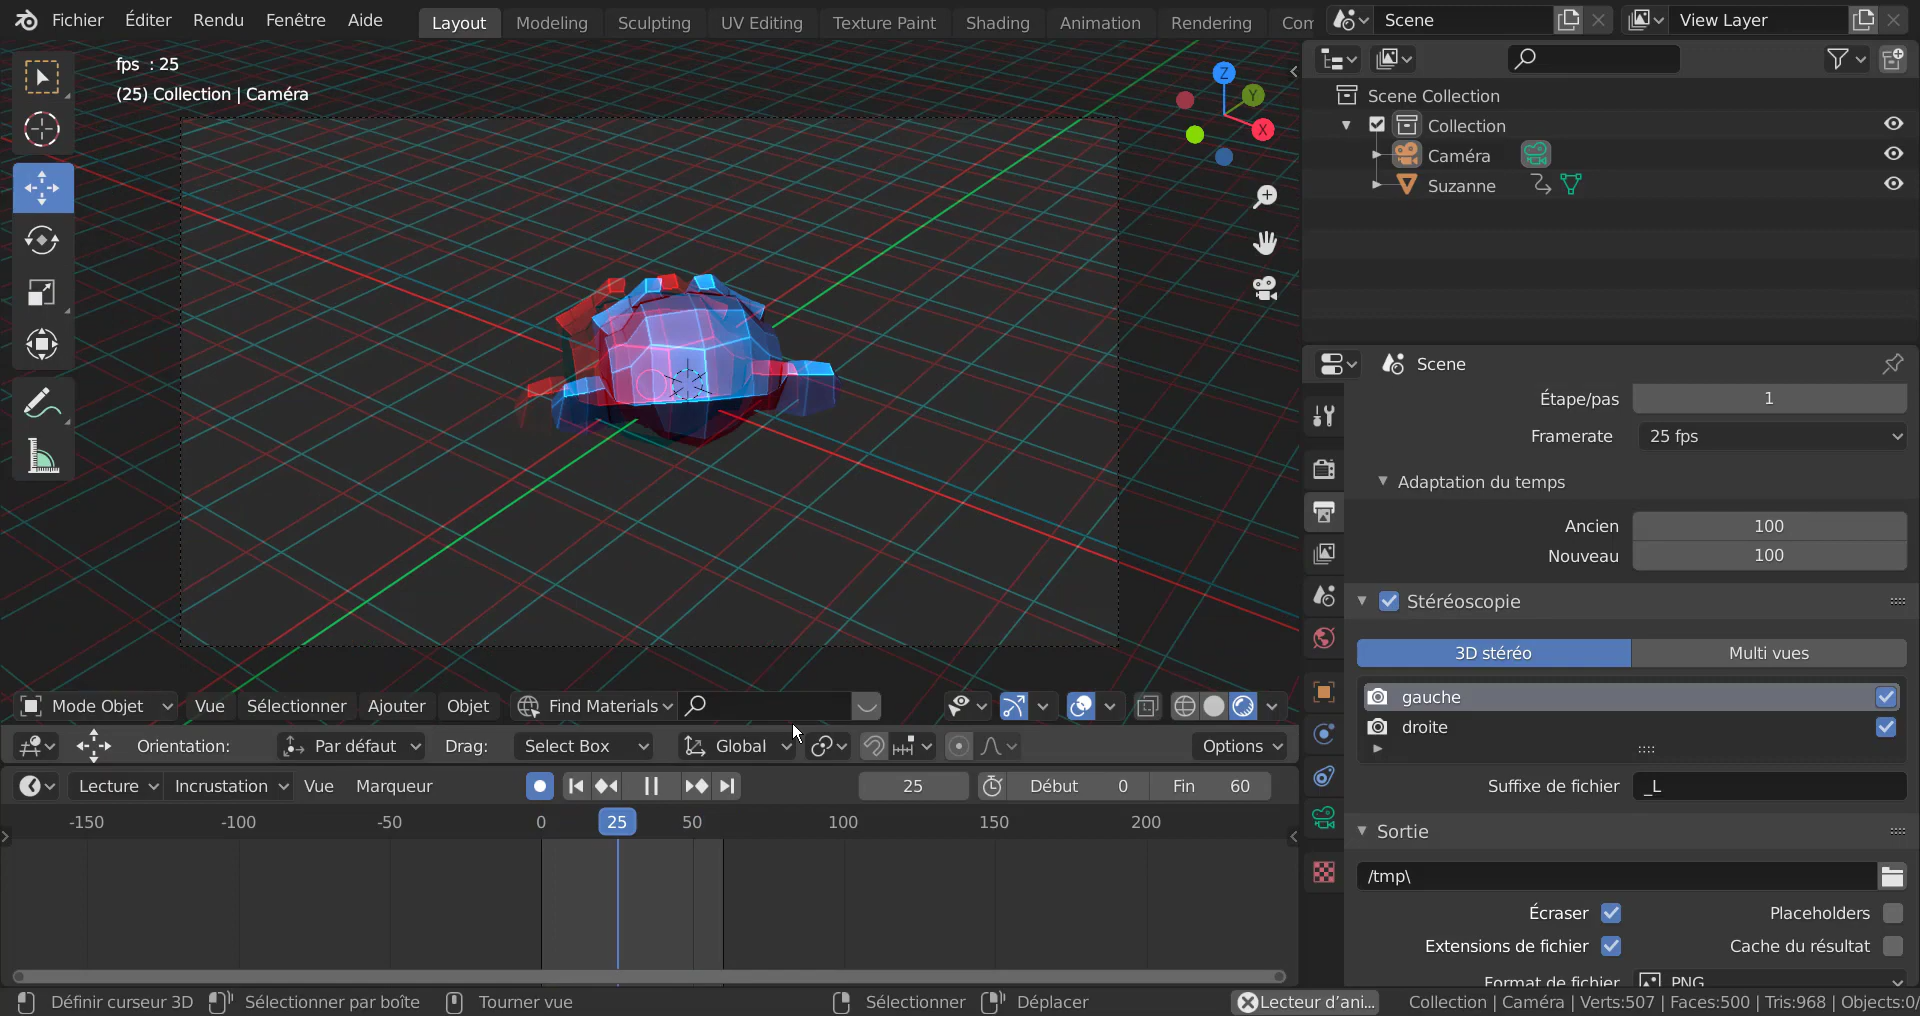 Fichier Éditer Rendu Fenêtre Aide Layout Modeling Sculpting UV Editing Texture Paint Shading Animation Rendering Com Scene View Layer
fps : 25
(25) Collection | Caméra
Z
Y
X
Scene Collection
Collection
Caméra
Suzanne
Scene
Étape/pas 1
Framerate 25 fps
Adaptation du temps
Ancien 100
Nouveau 100
Stéréoscopie
3D stéréo Multi vues
gauche
droite
Suffixe de fichier _L
Sortie
/tmp\
Écraser Placeholders
Extensions de fichier Cache du résultat
Format de fichier PNG
Mode Objet Vue Sélectionner Ajouter Objet Find Materials
Orientation: Par défaut Drag: Select Box Global Options
Lecture Incrustation Vue Marqueur 25 Début 0 Fin 60
-150 -100 -50 0 25 50 100 150 200
Définir curseur 3D Sélectionner par boîte Tourner vue Sélectionner Déplacer Lecteur d'ani... Collection | Caméra | Verts:507 | Faces:500 | Tris:968 | Objects:0/